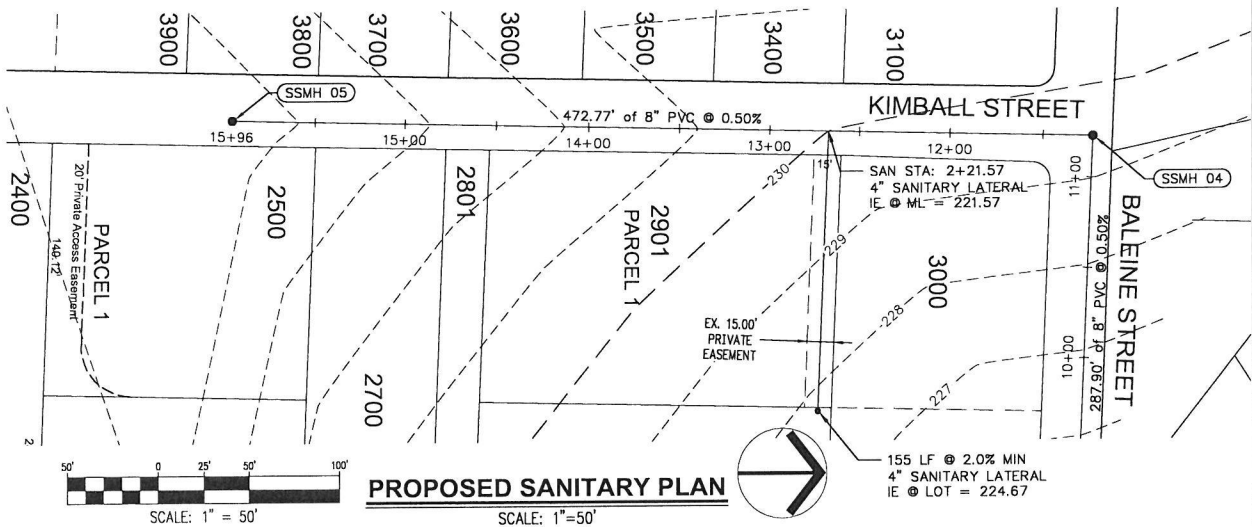 3900
3800
3700
3600
3500
3400
3100
SSMH 05
KIMBALL STREET
472.77' of 8" PVC @ 0.50%
15+96
15+00
14+00
13+00
12+00
11+00
SSMH 04
15'
SAN STA: 2+21.57
4" SANITARY LATERAL
IE @ ML = 221.57
230
229
228
227
2400
20' Private Access Easement
149.12'
PARCEL 1
2500
2801
2901
PARCEL 1
3000
2700
EX. 15.00'
PRIVATE
EASEMENT
10+00
287.90' of 8" PVC @ 0.50%
BALEINE STREET
2
155 LF @ 2.0% MIN
4" SANITARY LATERAL
IE @ LOT = 224.67
50' 0 25' 50' 100'
SCALE: 1" = 50'
PROPOSED SANITARY PLAN
SCALE: 1"=50'